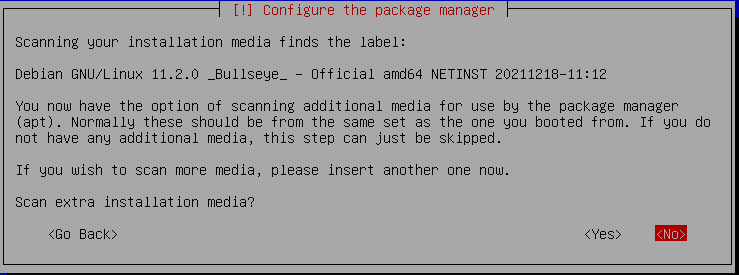 [!] Configure the package manager
Scanning your installation media finds the label:
Debian GNU/Linux 11.2.0 _Bullseye_ - Official amd64 NETINST 20211218-11:12
You now have the option of scanning additional media for use by the package manager
(apt). Normally these should be from the same set as the one you booted from. If you do
not have any additional media, this step can just be skipped.
If you wish to scan more media, please insert another one now.
Scan extra installation media?
<Go Back> <Yes> <No>